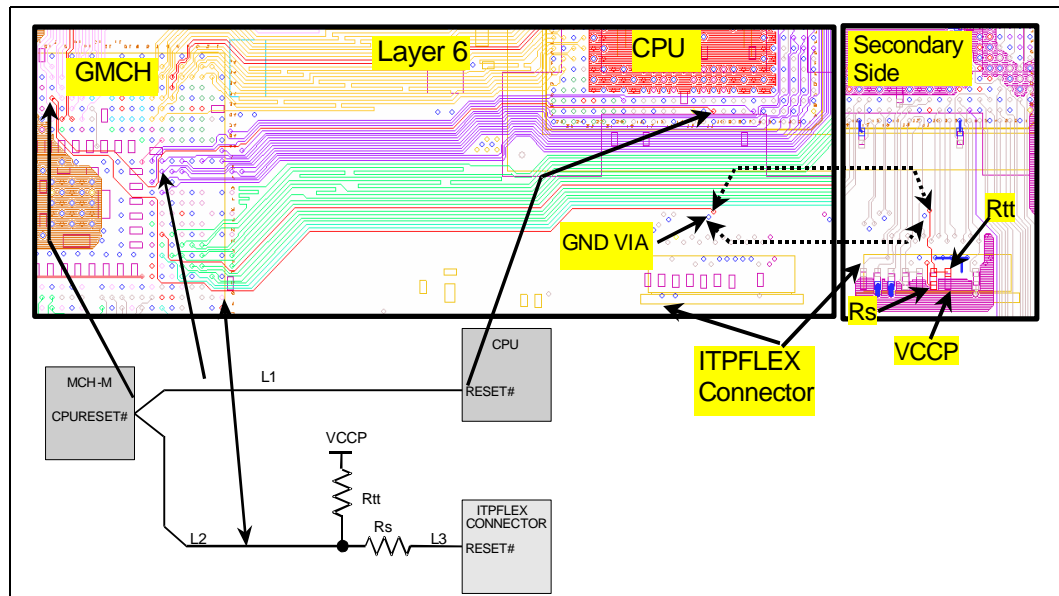 GMCH
Layer 6
CPU
Secondary
Side
GND VIA
Rtt
Rs
VCCP
ITPFLEX
Connector
CPU
RESET#
MCH-M
CPURESET#
L1
VCCP
Rtt
Rs
L2
L3
ITPFLEX
CONNECTOR
RESET#